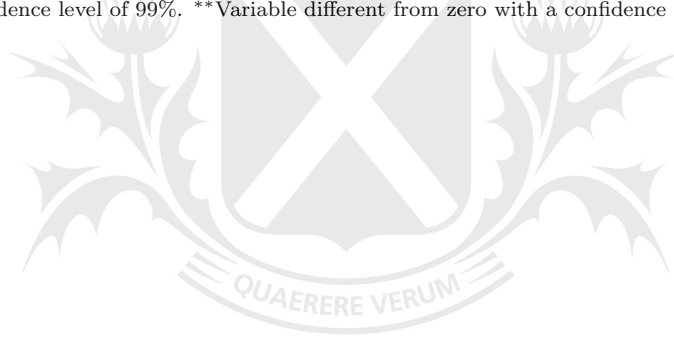 dence level of 99%. **Variable different from zero with a confidence
QUAERERE VERUM